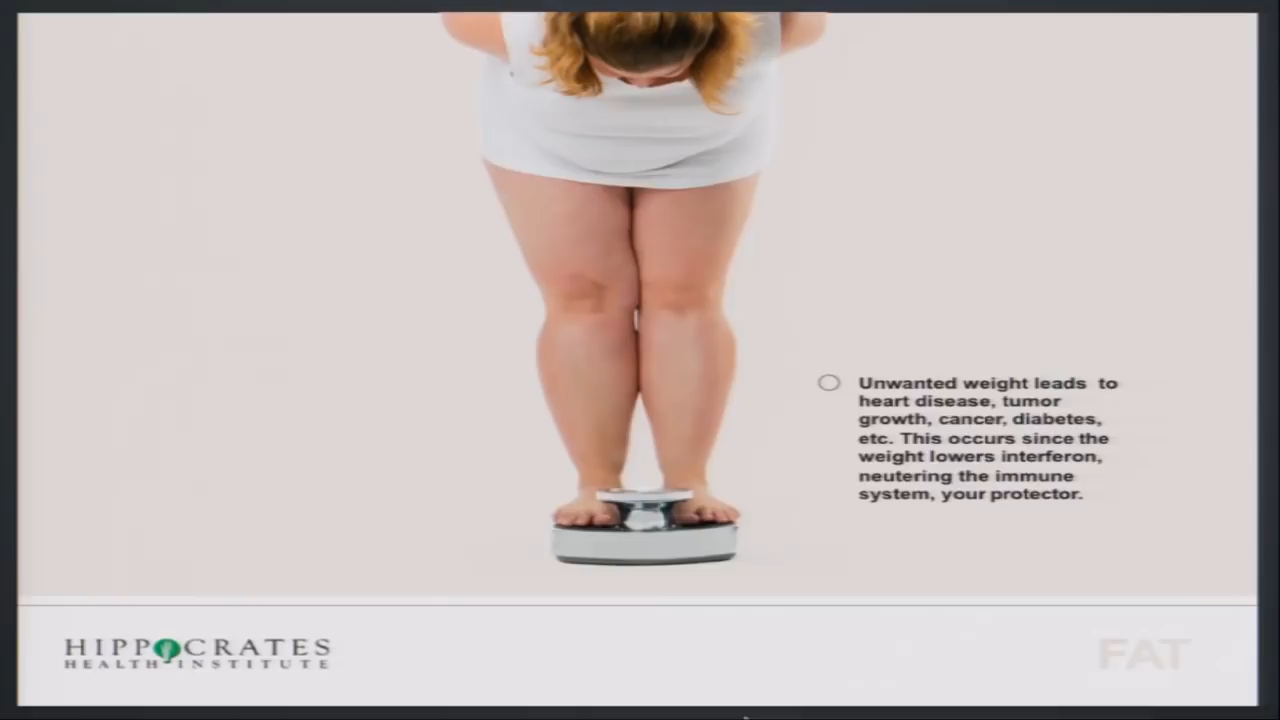 Unwanted weight leads to
heart disease, tumor
growth, cancer, diabetes,
etc. This occurs since the
weight lowers interferon,
neutering the immune
system, your protector.
HIPPOCRATES
HEALTH INSTITUTE
FAT